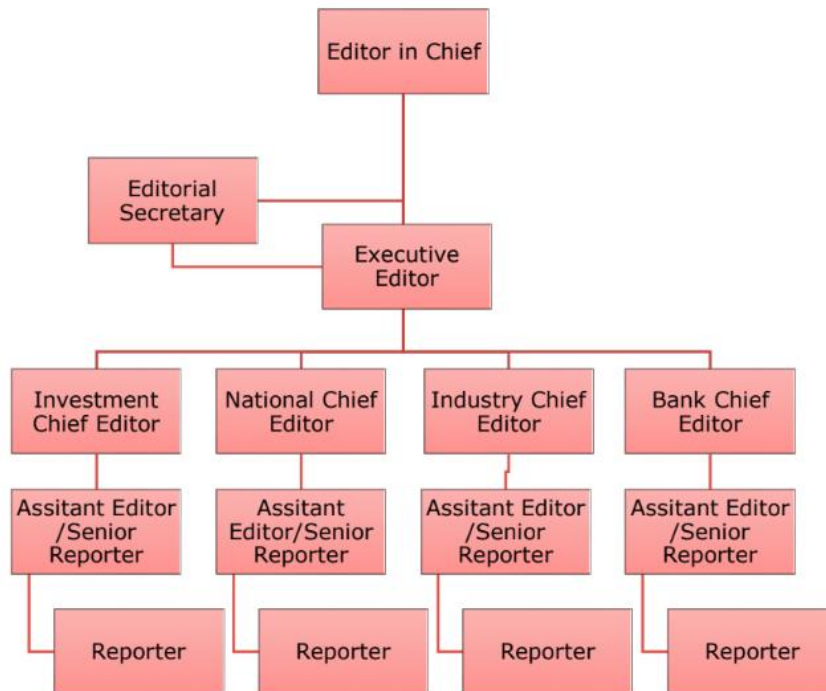 Editor in Chief
Editorial
Secretary
Executive
Editor
Investment
Chief Editor
National Chief
Editor
Industry Chief
Editor
Bank Chief
Editor
Assitant Editor
/Senior
Reporter
Assitant
Editor/Senior
Reporter
Assitant Editor
/Senior
Reporter
Assitant Editor
/Senior
Reporter
Reporter
Reporter
Reporter
Reporter